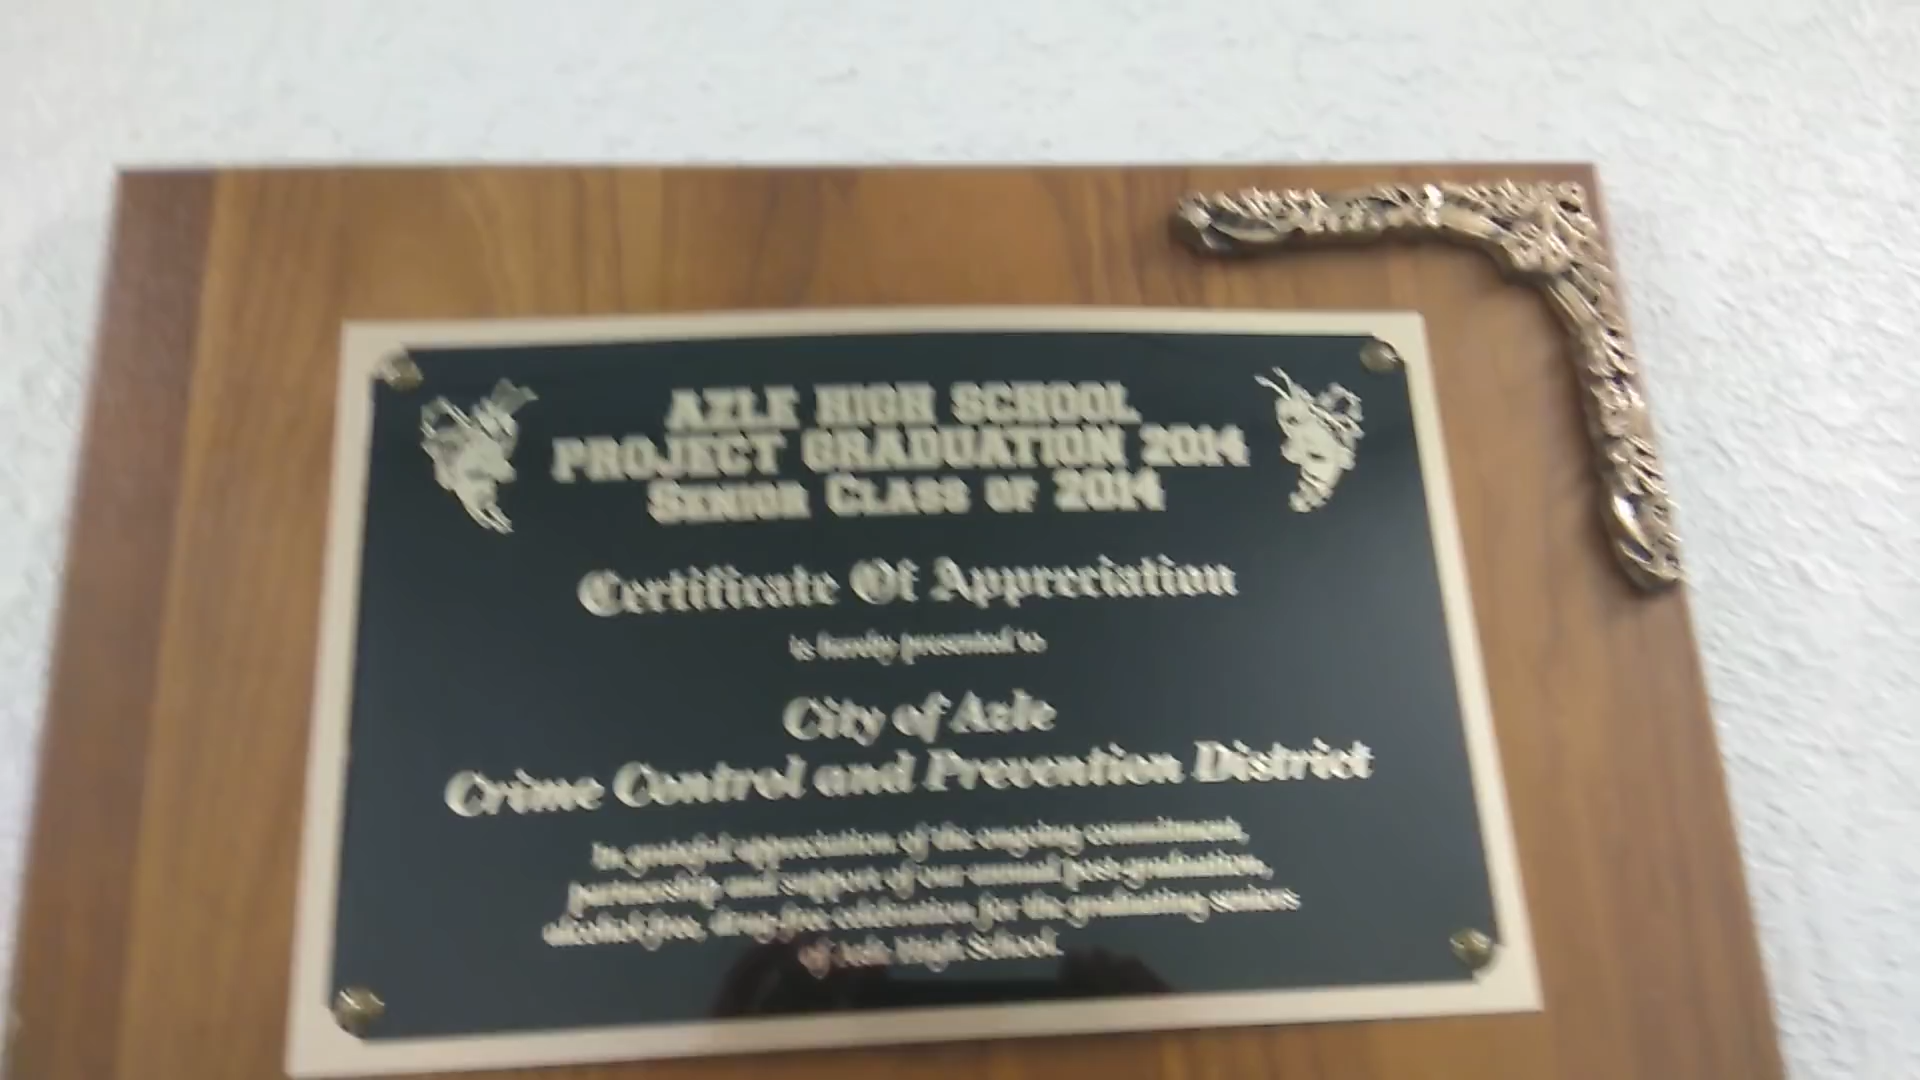 AZLE HIGH SCHOOL
PROJECT GRADUATION 2014
SENIOR CLASS OF 2014
Certificate Of Appreciation
is hereby presented to
City of Azle
Crime Control and Prevention District
In grateful appreciation of the ongoing commitment,
partnership and support of our annual post-graduation,
alcohol free, drug-free celebration for the graduating seniors
of Azle High School.